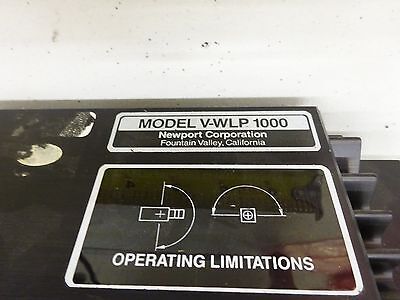 MODEL V-WLP 1000
Newport Corporation
Fountain Valley, California
OPERATING LIMITATIONS